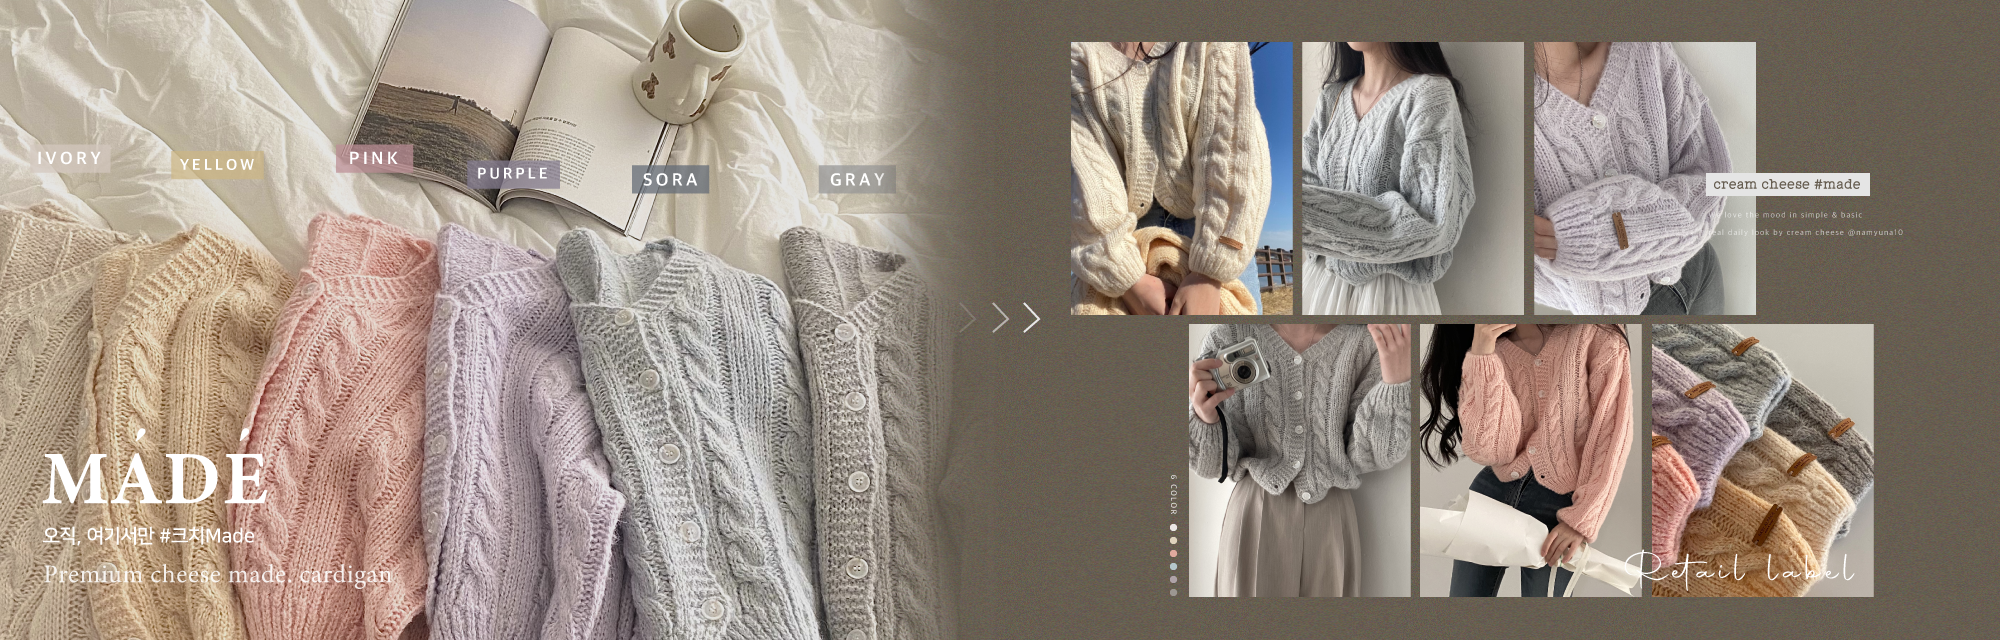 IVORY
YELLOW
PINK
PURPLE
SORA
GRAY
MÁDÉ
오직, 여기서만 #크치Made
Premium cheese made. cardigan
cream cheese #made
love the mood in simple & basic
daily look by cream cheese @namyuna10
6 COLOR
Retail label